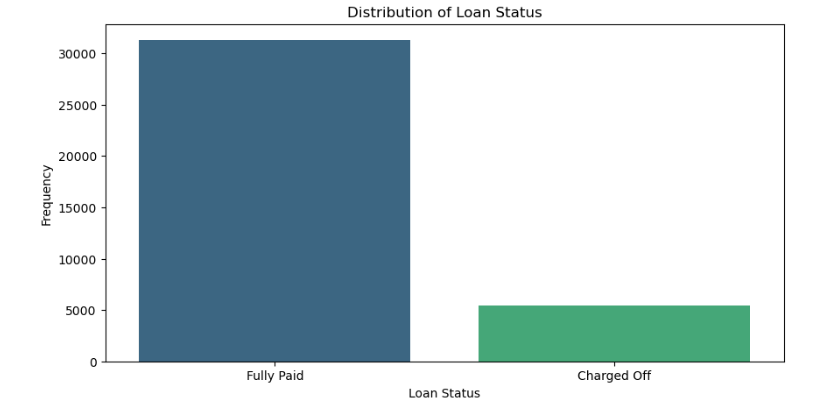 Distribution of Loan Status
Frequency
30000
25000
20000
15000
10000
5000
0
Fully Paid
Charged Off
Loan Status